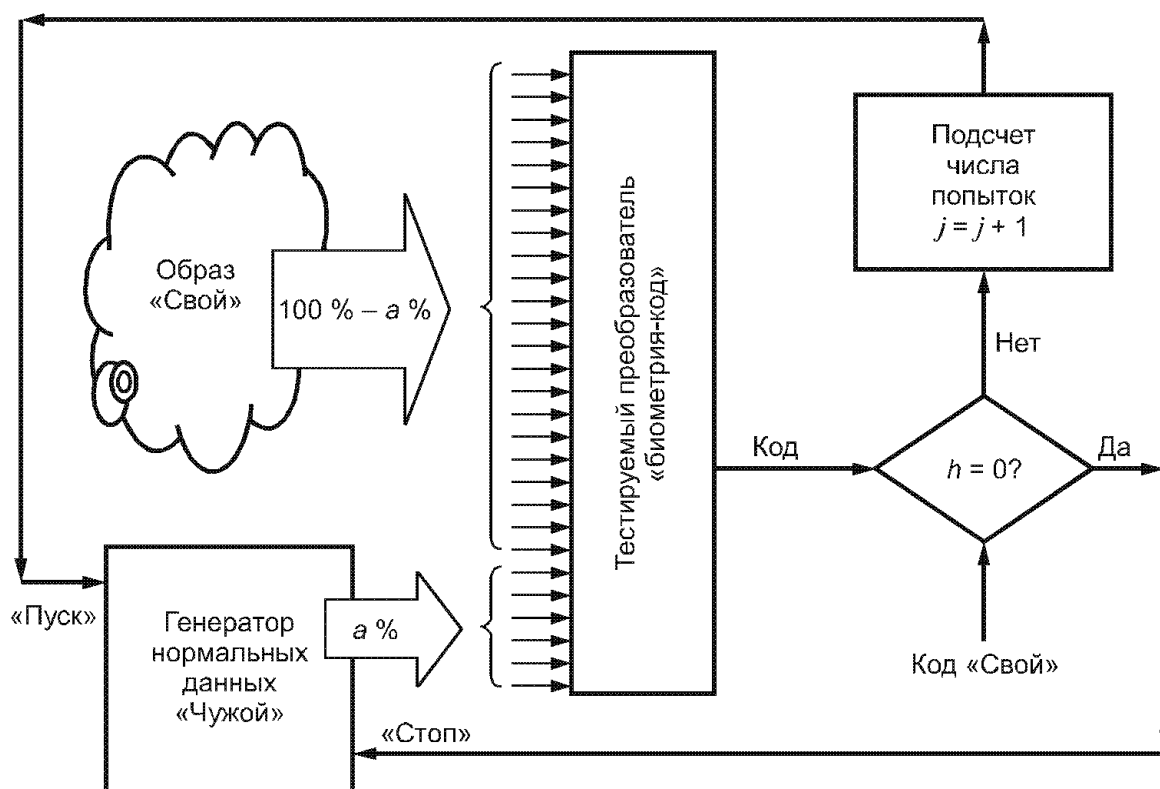 Подсчет
числа
попыток
j = j + 1
Образ
«Свой»
100 % – a %
Тестируемый преобразователь
«биометрия-код»
Нет
Код
h = 0?
Да
«Пуск»
Генератор
нормальных
данных
«Чужой»
a %
Код «Свой»
«Стоп»